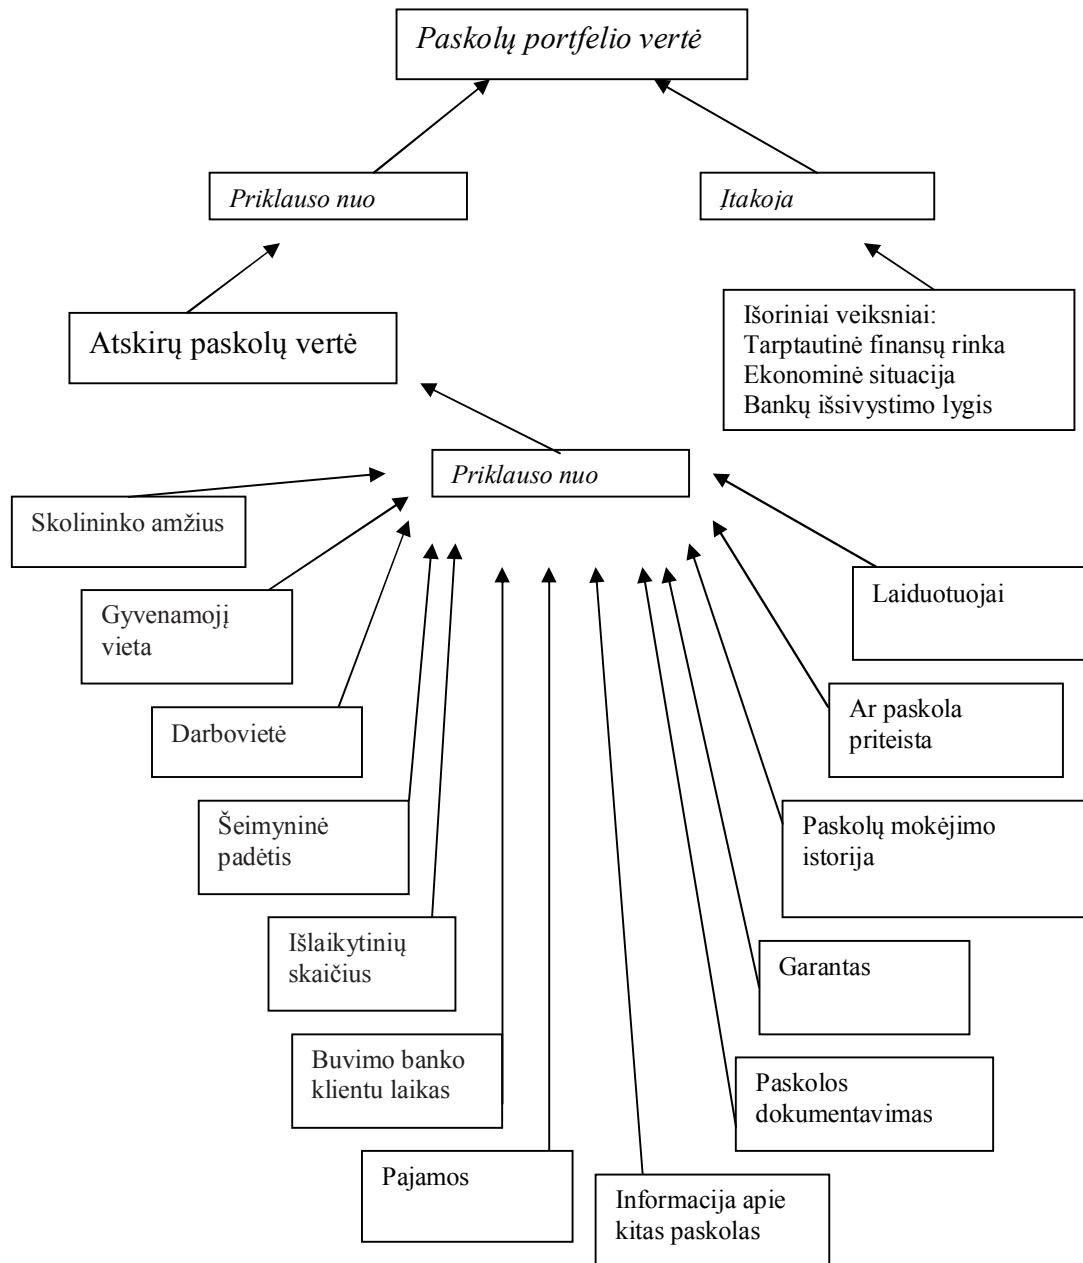 Paskolų portfelio vertė
Priklauso nuo
Įtakoja
Atskirų paskolų vertė
Išoriniai veiksniai:
Tarptautinė finansų rinka
Ekonominė situacija
Bankų išsivystimo lygis
Priklauso nuo
Skolininko amžius
Gyvenamojį
vieta
Darbovietė
Šeimyninė
padėtis
Išlaikytinių
skaičius
Buvimo banko
klientu laikas
Pajamos
Informacija apie
kitas paskolas
Paskolos
dokumentavimas
Garantas
Paskolų mokėjimo
istorija
Ar paskola
priteista
Laiduotuojai